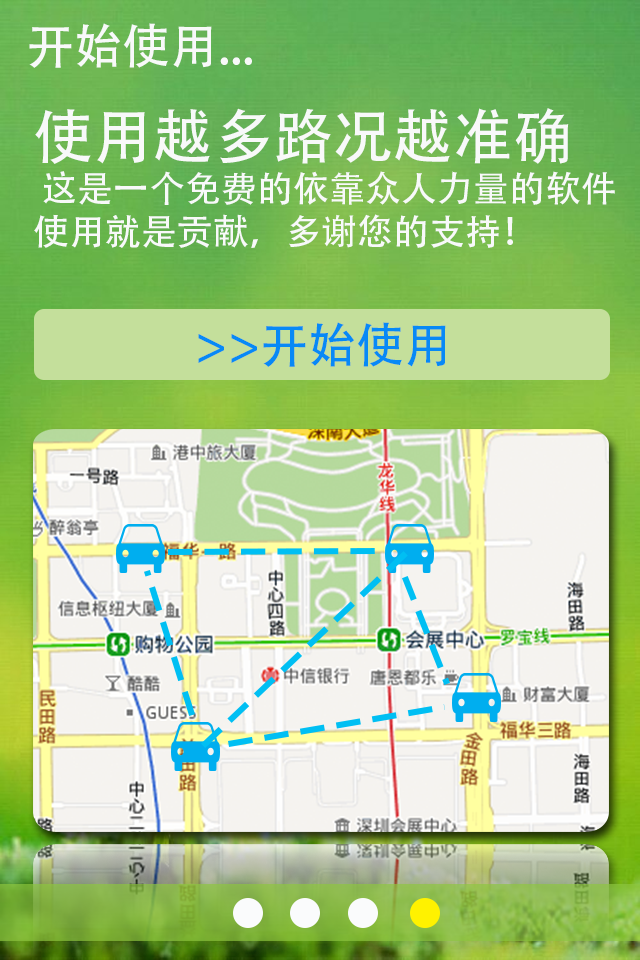 开始使用...
使用越多路况越准确
这是一个免费的依靠众人力量的软件
使用就是贡献，多谢您的支持！
>>开始使用
深南大道
港中旅大厦
一号路
龙华线
醉翁亭
福华一路
中心四路
海田路
信息枢纽大厦
购物公园
会展中心
罗宝线
中信银行
唐恩都乐
酷酷
GUESS
财富大厦
民田路
福华三路
金田路
海田路
田路
中心二
深圳会展中心